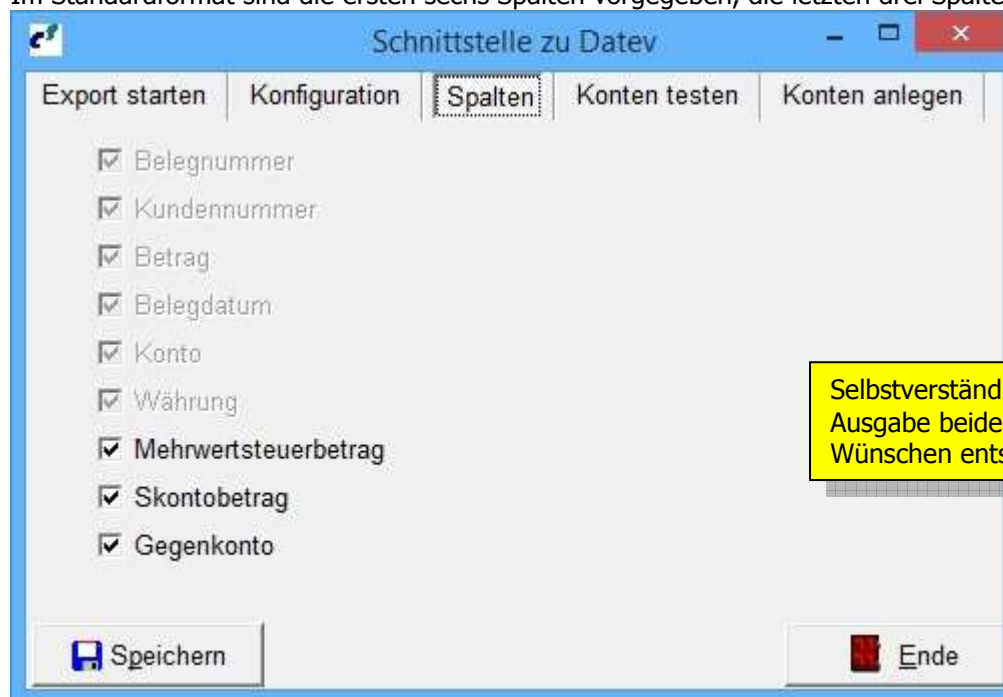 Im Standardformat sind die ersten sechs Spalten vorgegeben, die letzten drei Spalte
Schnittstelle zu Datev
Export starten Konfiguration Spalten Konten testen Konten anlegen
Belegnummer
Kundennummer
Betrag
Belegdatum
Konto
Währung
Mehrwertsteuerbetrag
Skontobetrag
Gegenkonto
Selbstverständ
Ausgabe beide
Wünschen ents
Speichern Ende